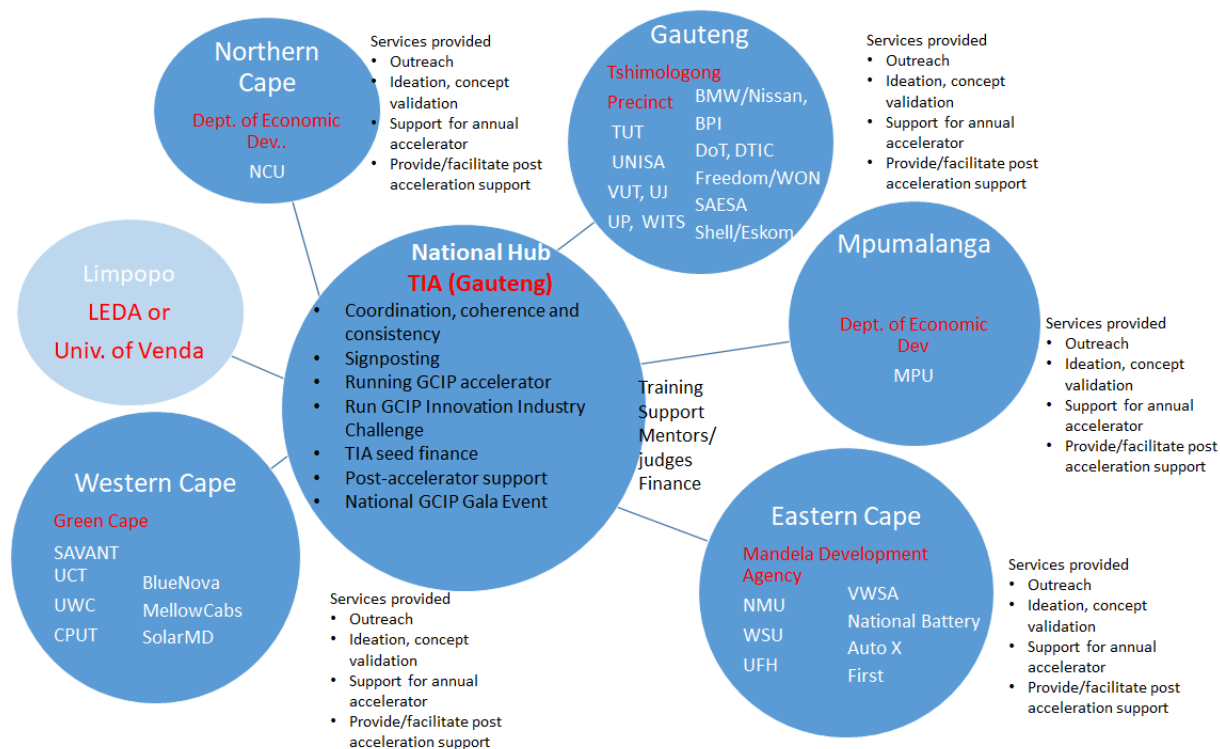 Northern
Cape
Dept. of Economic
Dev..
NCU
Services provided
• Outreach
• Ideation, concept
validation
• Support for annual
accelerator
• Provide/facilitate post
acceleration support
Gauteng
Tshimologong
Precinct
TUT
UNISA
VUT, UJ
UP, WITS
BMW/Nissan,
BPI
DoT, DTIC
Freedom/WON
SAESA
Shell/Eskom
Services provided
• Outreach
• Ideation, concept
validation
• Support for annual
accelerator
• Provide/facilitate post
acceleration support
Limpopo
LEDA or
Univ. of Venda
National Hub
TIA (Gauteng)
• Coordination, coherence and
consistency
• Signposting
• Running GCIP accelerator
• Run GCIP Innovation Industry
Challenge
• TIA seed finance
• Post-accelerator support
• National GCIP Gala Event
Training
Support
Mentors/
judges
Finance
Mpumalanga
Dept. of Economic
Dev
MPU
Services provided
• Outreach
• Ideation, concept
validation
• Support for annual
accelerator
• Provide/facilitate post
acceleration support
Western Cape
Green Cape
SAVANT
UCT
UWC
CPUT
BlueNova
MellowCabs
SolarMD
Services provided
• Outreach
• Ideation, concept
validation
• Support for annual
accelerator
• Provide/facilitate post
acceleration support
Eastern Cape
Mandela Development
Agency
NMU
WSU
UFH
VWSA
National Battery
Auto X
First
Services provided
• Outreach
• Ideation, concept
validation
• Support for annual
accelerator
• Provide/facilitate post
acceleration support